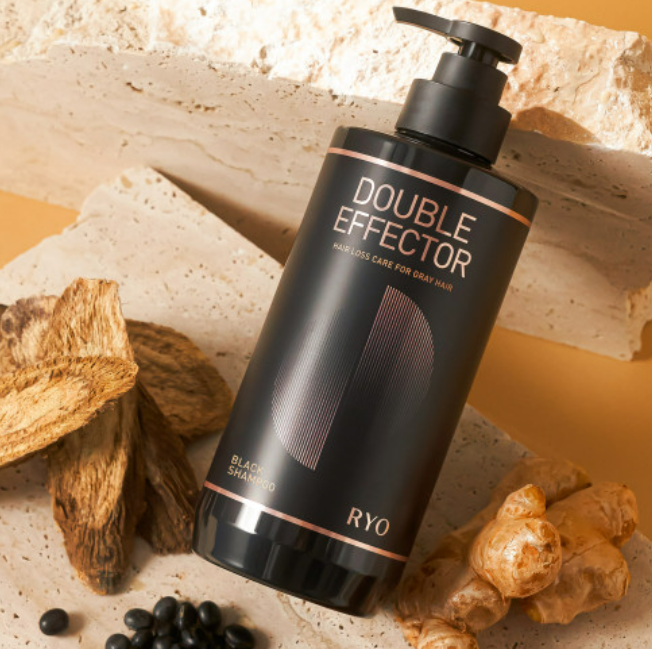 DOUBLE
EFFECTOR
HAIR LOSS CARE FOR GRAY HAIR
BLACK
SHAMPOO
RYO